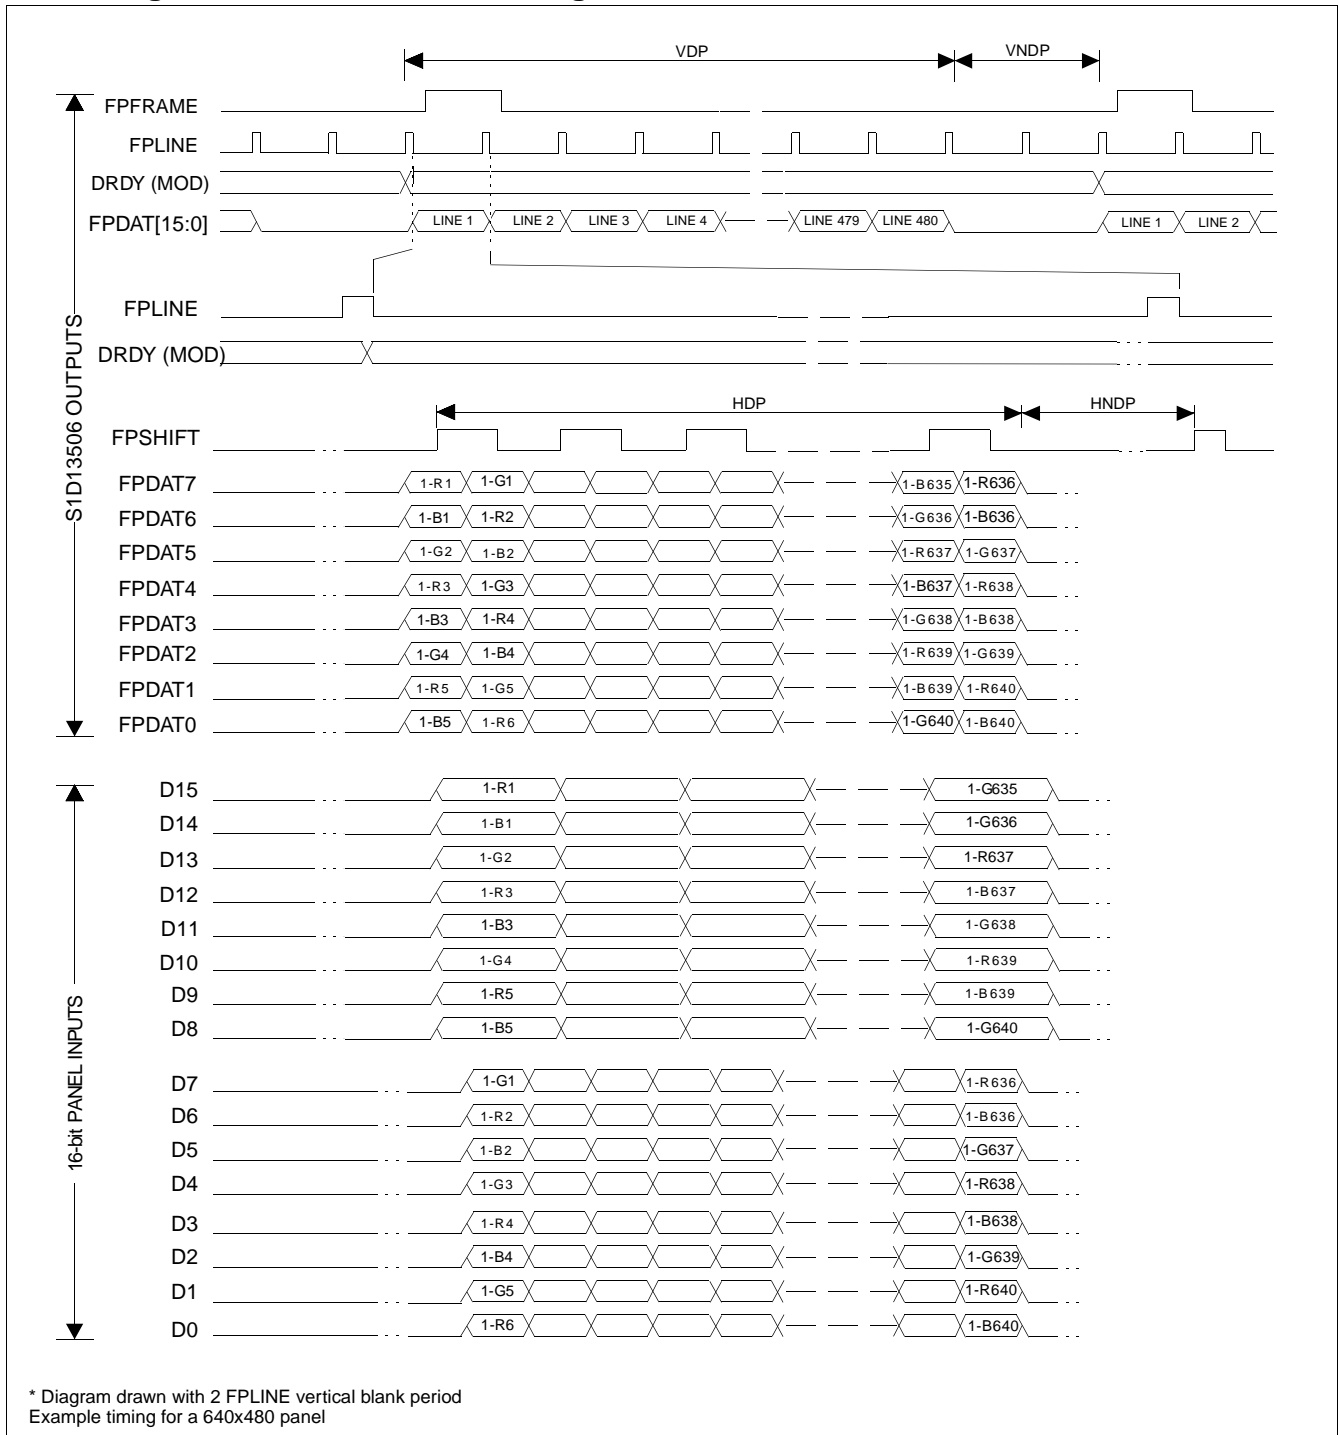 VDP VNDP
FPFRAME
FPLINE
DRDY (MOD)
FPDAT[15:0] LINE 1 LINE 2 LINE 3 LINE 4 LINE 479 LINE 480 LINE 1 LINE 2
FPLINE
DRDY (MOD)
S1D13506 OUTPUTS
HDP HNDP
FPSHIFT
FPDAT7 1-R1 1-G1 1-B635 1-R636
FPDAT6 1-B1 1-R2 1-G636 1-B636
FPDAT5 1-G2 1-B2 1-R637 1-G637
FPDAT4 1-R3 1-G3 1-B637 1-R638
FPDAT3 1-B3 1-R4 1-G638 1-B638
FPDAT2 1-G4 1-B4 1-R639 1-G639
FPDAT1 1-R5 1-G5 1-B639 1-R640
FPDAT0 1-B5 1-R6 1-G640 1-B640
16-bit PANEL INPUTS
D15 1-R1 1-G635
D14 1-B1 1-G636
D13 1-G2 1-R637
D12 1-R3 1-B637
D11 1-B3 1-G638
D10 1-G4 1-R639
D9 1-R5 1-B639
D8 1-B5 1-G640
D7 1-G1 1-R636
D6 1-R2 1-B636
D5 1-B2 1-G637
D4 1-G3 1-R638
D3 1-R4 1-B638
D2 1-B4 1-G639
D1 1-G5 1-R640
D0 1-R6 1-B640
* Diagram drawn with 2 FPLINE vertical blank period
Example timing for a 640x480 panel